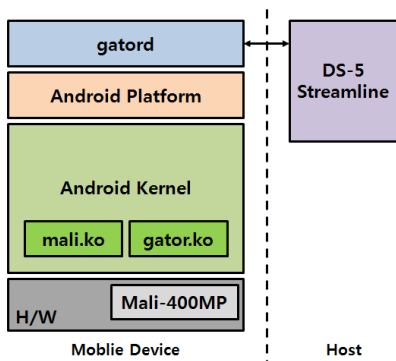 gatord
DS-5
Streamline
Android Platform
Android Kernel
mali.ko
gator.ko
Mali-400MP
H/W
Moblie Device
Host